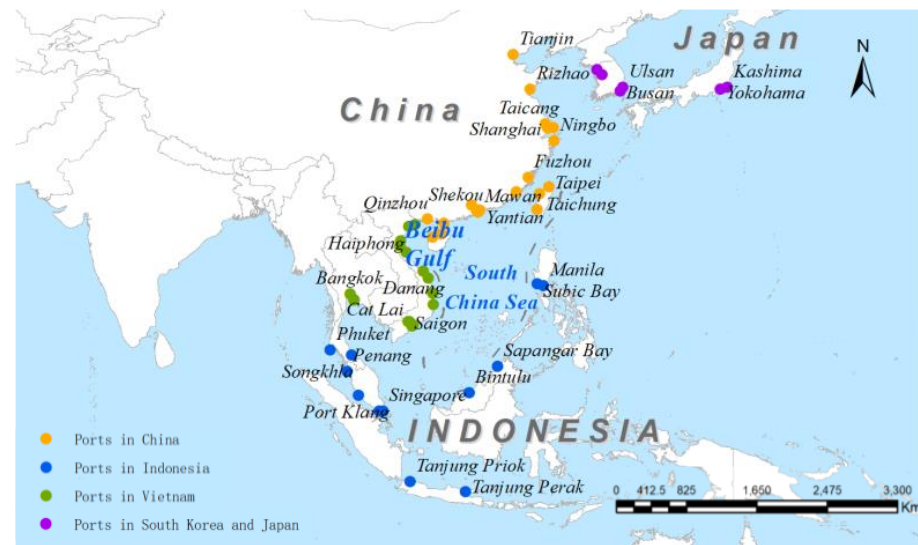 Tianjin
Japan
N
Rizhao
Ulsan
Kashima
Busan
Yokohama
China
Taicang
Shanghai
Ningbo
Fuzhou
Shekou
Mawan
Taipei
Qinzhou
Yantian
Taichung
Beibu
Haiphong
Gulf
South
Manila
Bangkok
Danang
China Sea
Subic Bay
Cat Lai
Saigon
Phuket
Penang
Sapangar Bay
Songkhla
Bintulu
Singapore
Port Klang
INDONESIA
Ports in China
Ports in Indonesia
Tanjung Priok
Tanjung Perak
Ports in Vietnam
0 412.5 825 1,650 2,475 3,300
Km
Ports in South Korea and Japan